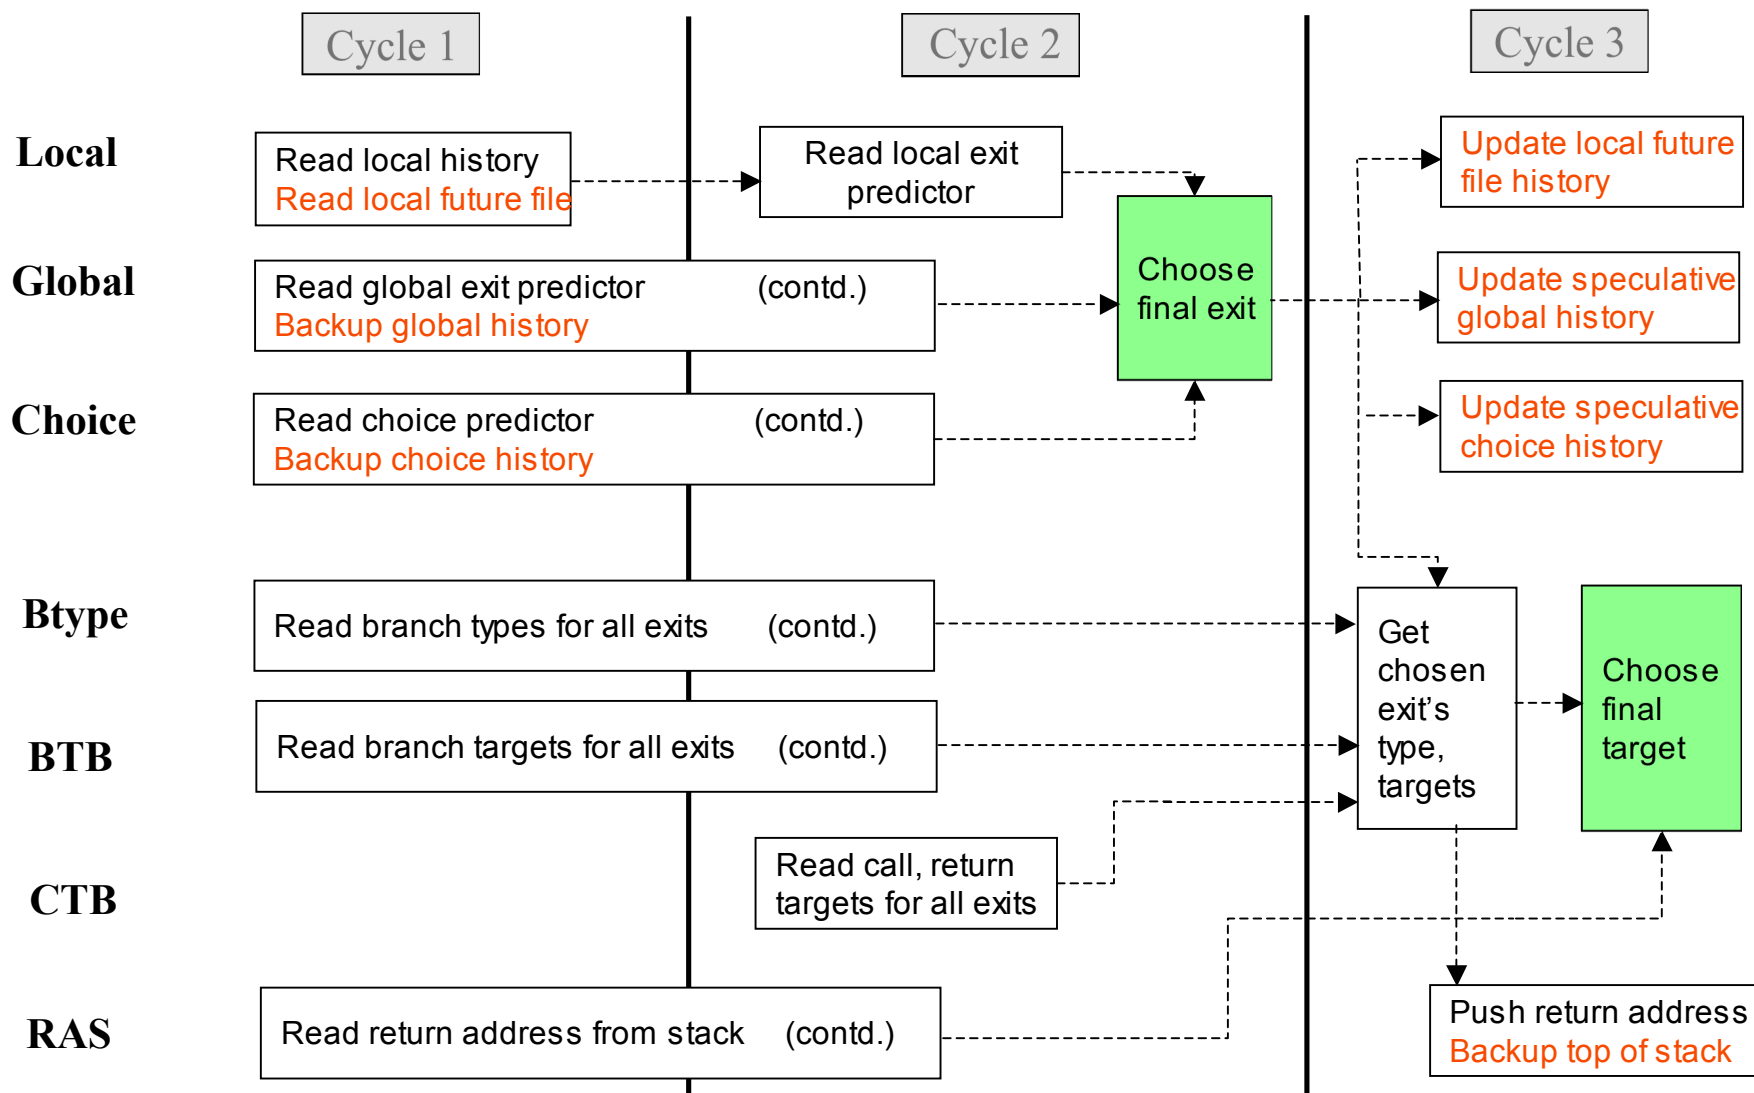 Cycle 1
Cycle 2
Cycle 3
Local
Read local history
Read local future file
Read local exit
predictor
Update local future
file history
Global
Read global exit predictor (contd.)
Backup global history
Choose
final exit
Update speculative
global history
Choice
Read choice predictor (contd.)
Backup choice history
Update speculative
choice history
Btype
Read branch types for all exits (contd.)
Get
chosen
exit’s
type,
targets
Choose
final
target
BTB
Read branch targets for all exits (contd.)
CTB
Read call, return
targets for all exits
RAS
Read return address from stack (contd.)
Push return address
Backup top of stack